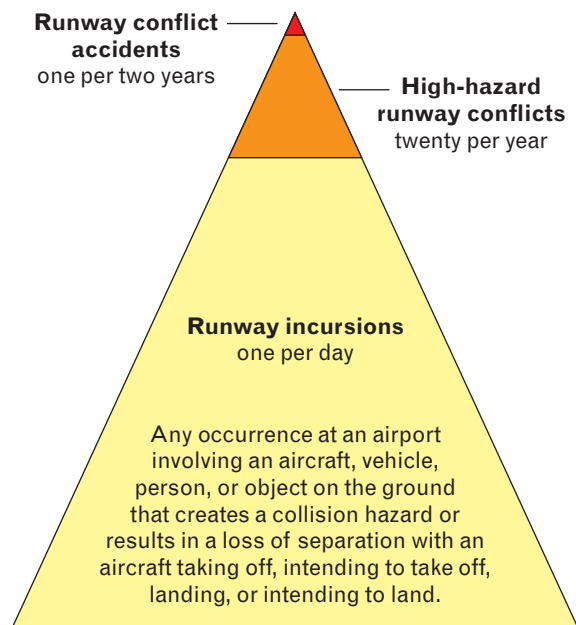 Runway conflict
accidents
one per two years
High-hazard
runway conflicts
twenty per year
Runway incursions
one per day
Any occurrence at an airport
involving an aircraft, vehicle,
person, or object on the ground
that creates a collision hazard or
results in a loss of separation with an
aircraft taking off, intending to take off,
landing, or intending to land.